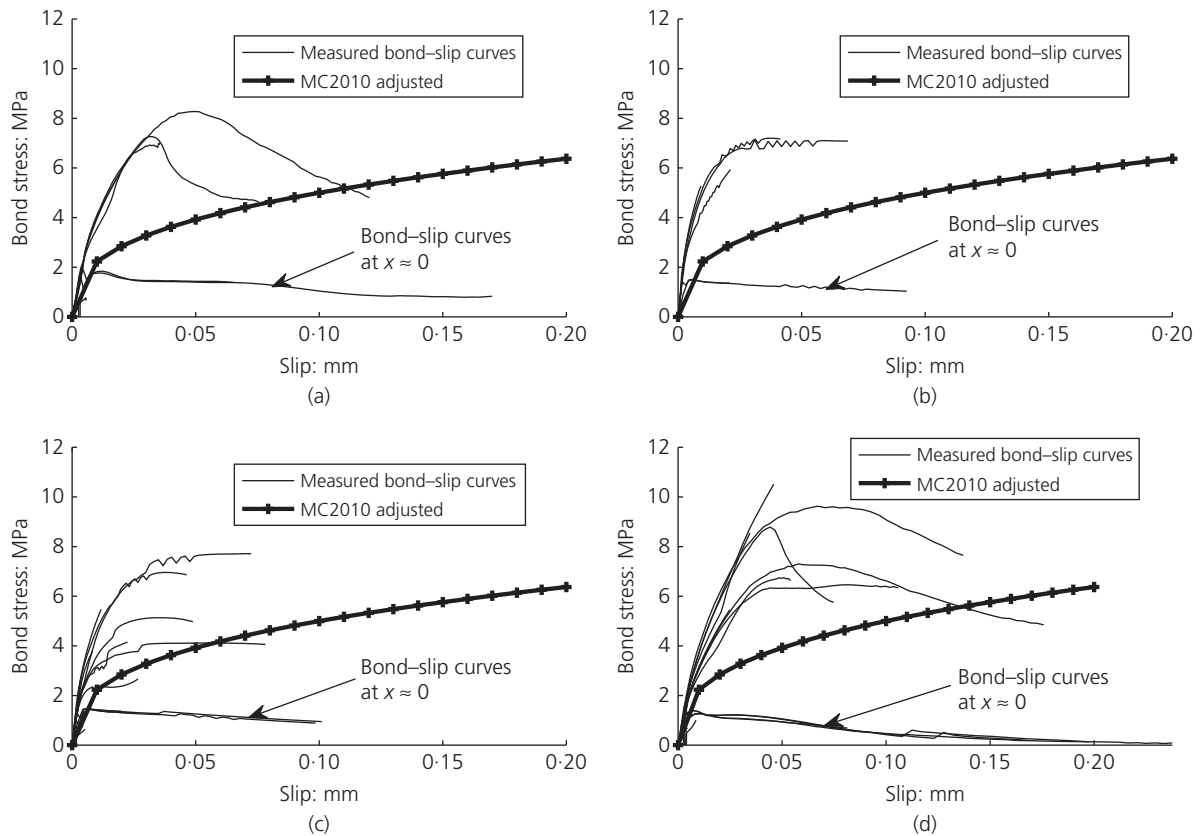 12
10
8
6
4
2
0
Bond stress: MPa
Measured bond–slip curves
MC2010 adjusted
Bond–slip curves
at x ≈ 0
0
0·05
0·10
0·15
0·20
Slip: mm
(a)
12
10
8
6
4
2
0
Bond stress: MPa
Measured bond–slip curves
MC2010 adjusted
Bond–slip curves
at x ≈ 0
0
0·05
0·10
0·15
0·20
Slip: mm
(b)
12
10
8
6
4
2
0
Bond stress: MPa
Measured bond–slip curves
MC2010 adjusted
Bond–slip curves
at x ≈ 0
0
0·05
0·10
0·15
0·20
Slip: mm
(c)
12
10
8
6
4
2
0
Bond stress: MPa
Measured bond–slip curves
MC2010 adjusted
Bond–slip curves
at x ≈ 0
0
0·05
0·10
0·15
0·20
Slip: mm
(d)